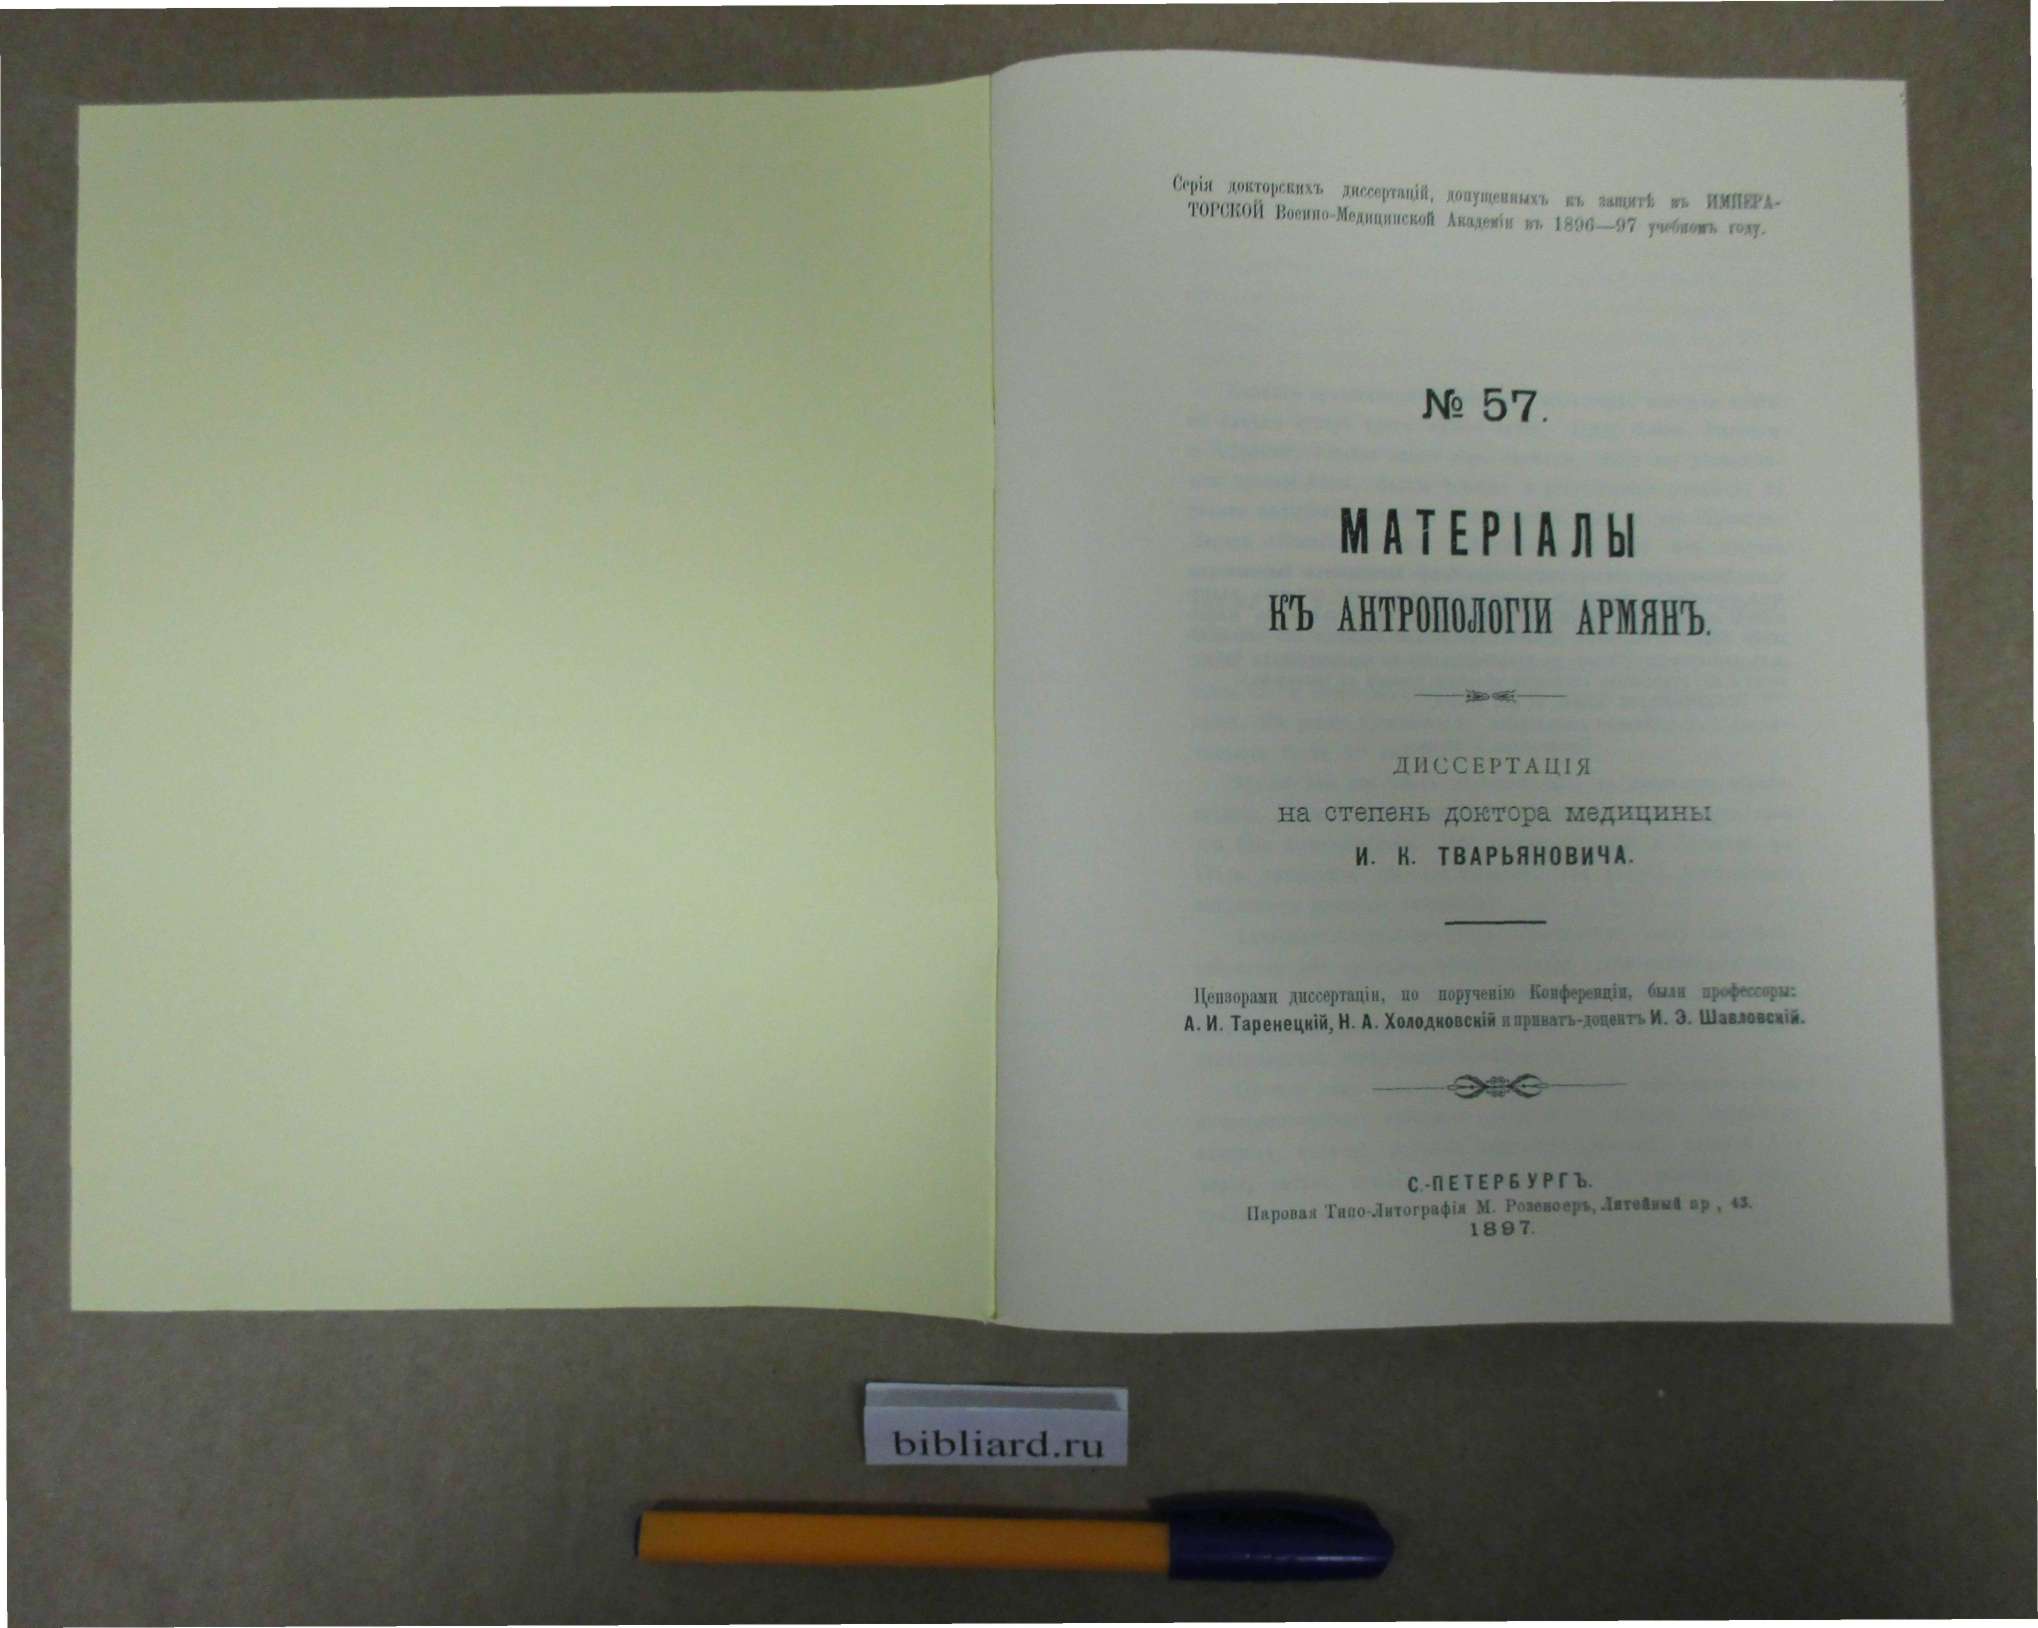 Серія докторскихъ диссертацій, допущенныхъ къ защитѣ въ ИМПЕРА-
ТОРСКОЙ Военно-Медицинской Академіи въ 1896—97 учебномъ году.
№ 57.
МАТЕРІАЛЫ
КЪ АНТРОПОЛОГІИ АРМЯНЪ.
ДИССЕРТАЦІЯ
на степень доктора медицины
И. К. ТВАРЬЯНОВИЧА.
Цензорами диссертаціи, по порученію Конференціи, были профессоры:
А. И. Таренецкій, Н. А. Холодковскій и приватъ-доцентъ И. Э. Шавловскій.
С.-ПЕТЕРБУРГЪ.
Паровая Типо-Литографія М. Розеноеръ, Литейный пр., 43.
1897.
bibliard.ru